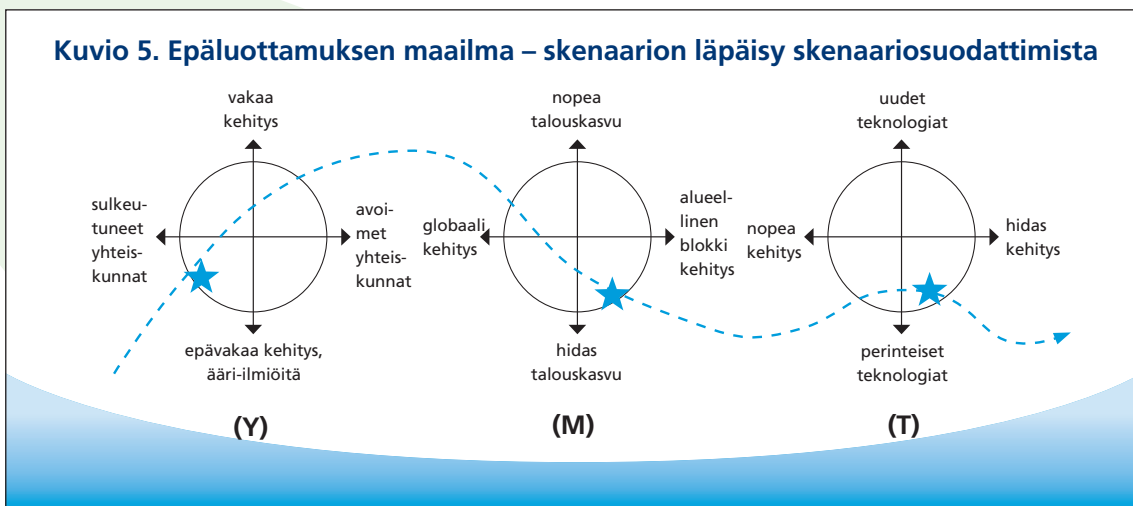 Kuvio 5. Epäluottamuksen maailma – skenaarion läpäisy skenaariosuodattimista
vakaa
kehitys
sulkeu-
tuneet
yhteis-
kunnat
avoi-
met
yhteis-
kunnat
epävakaa kehitys,
ääri-ilmiöitä
(Y)
nopea
talouskasvu
globaali
kehitys
alueel-
linen
blokki
kehitys
hidas
talouskasvu
(M)
uudet
teknologiat
nopea
kehitys
hidas
kehitys
perinteiset
teknologiat
(T)